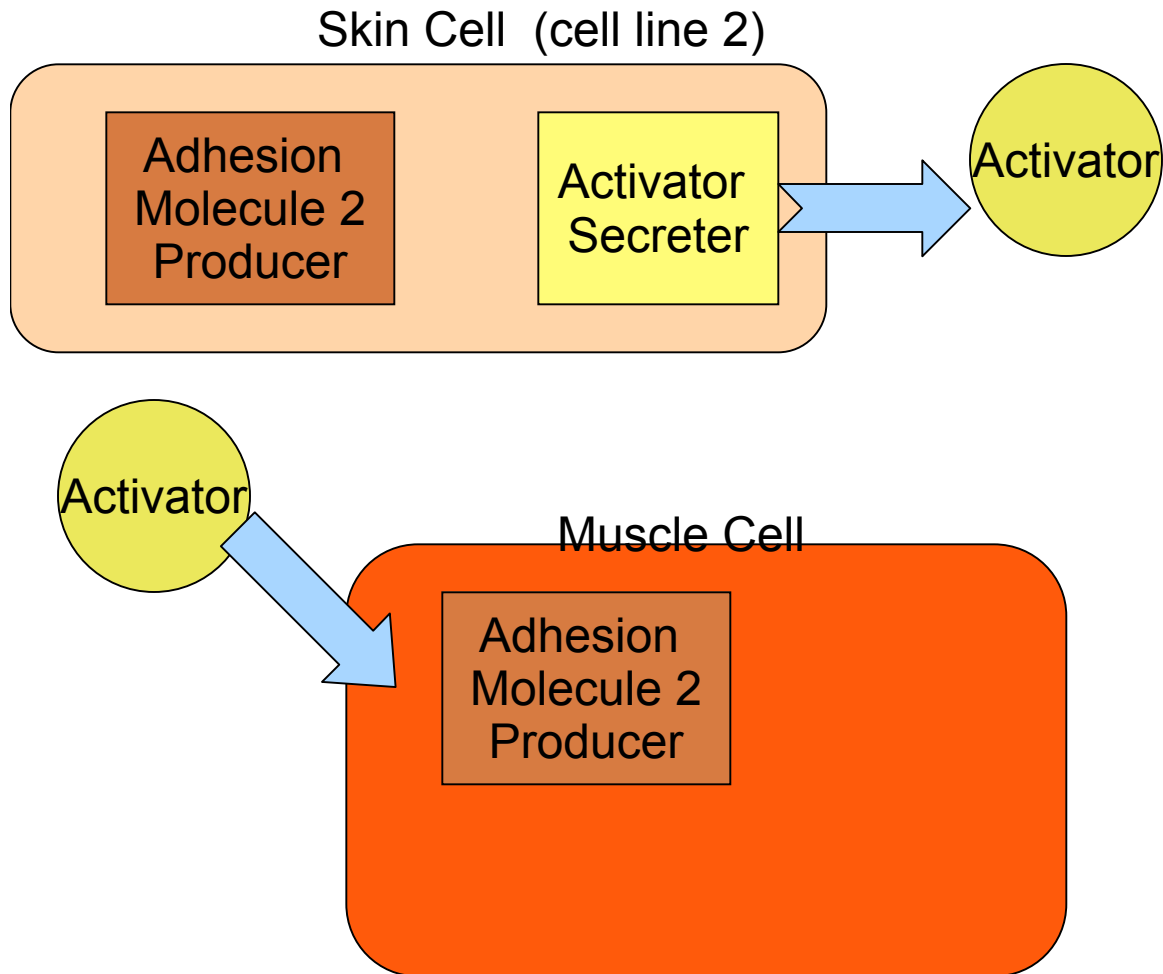 Skin Cell  (cell line 2)
Adhesion
Molecule 2
Producer
Activator
Secreter
Activator
Activator
Muscle Cell
Adhesion
Molecule 2
Producer